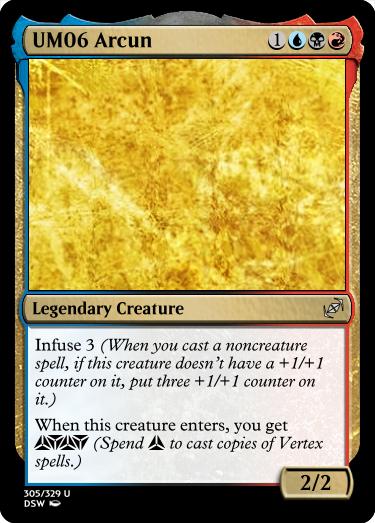 UM06 Arcun
1
Legendary Creature
Infuse 3 (When you cast a noncreature
spell, if this creature doesn't have a +1/+1
counter on it, put three +1/+1 counter on
it.)
When this creature enters, you get
(Spend to cast copies of Vertex
spells.)
2/2
305/329 U
DSW